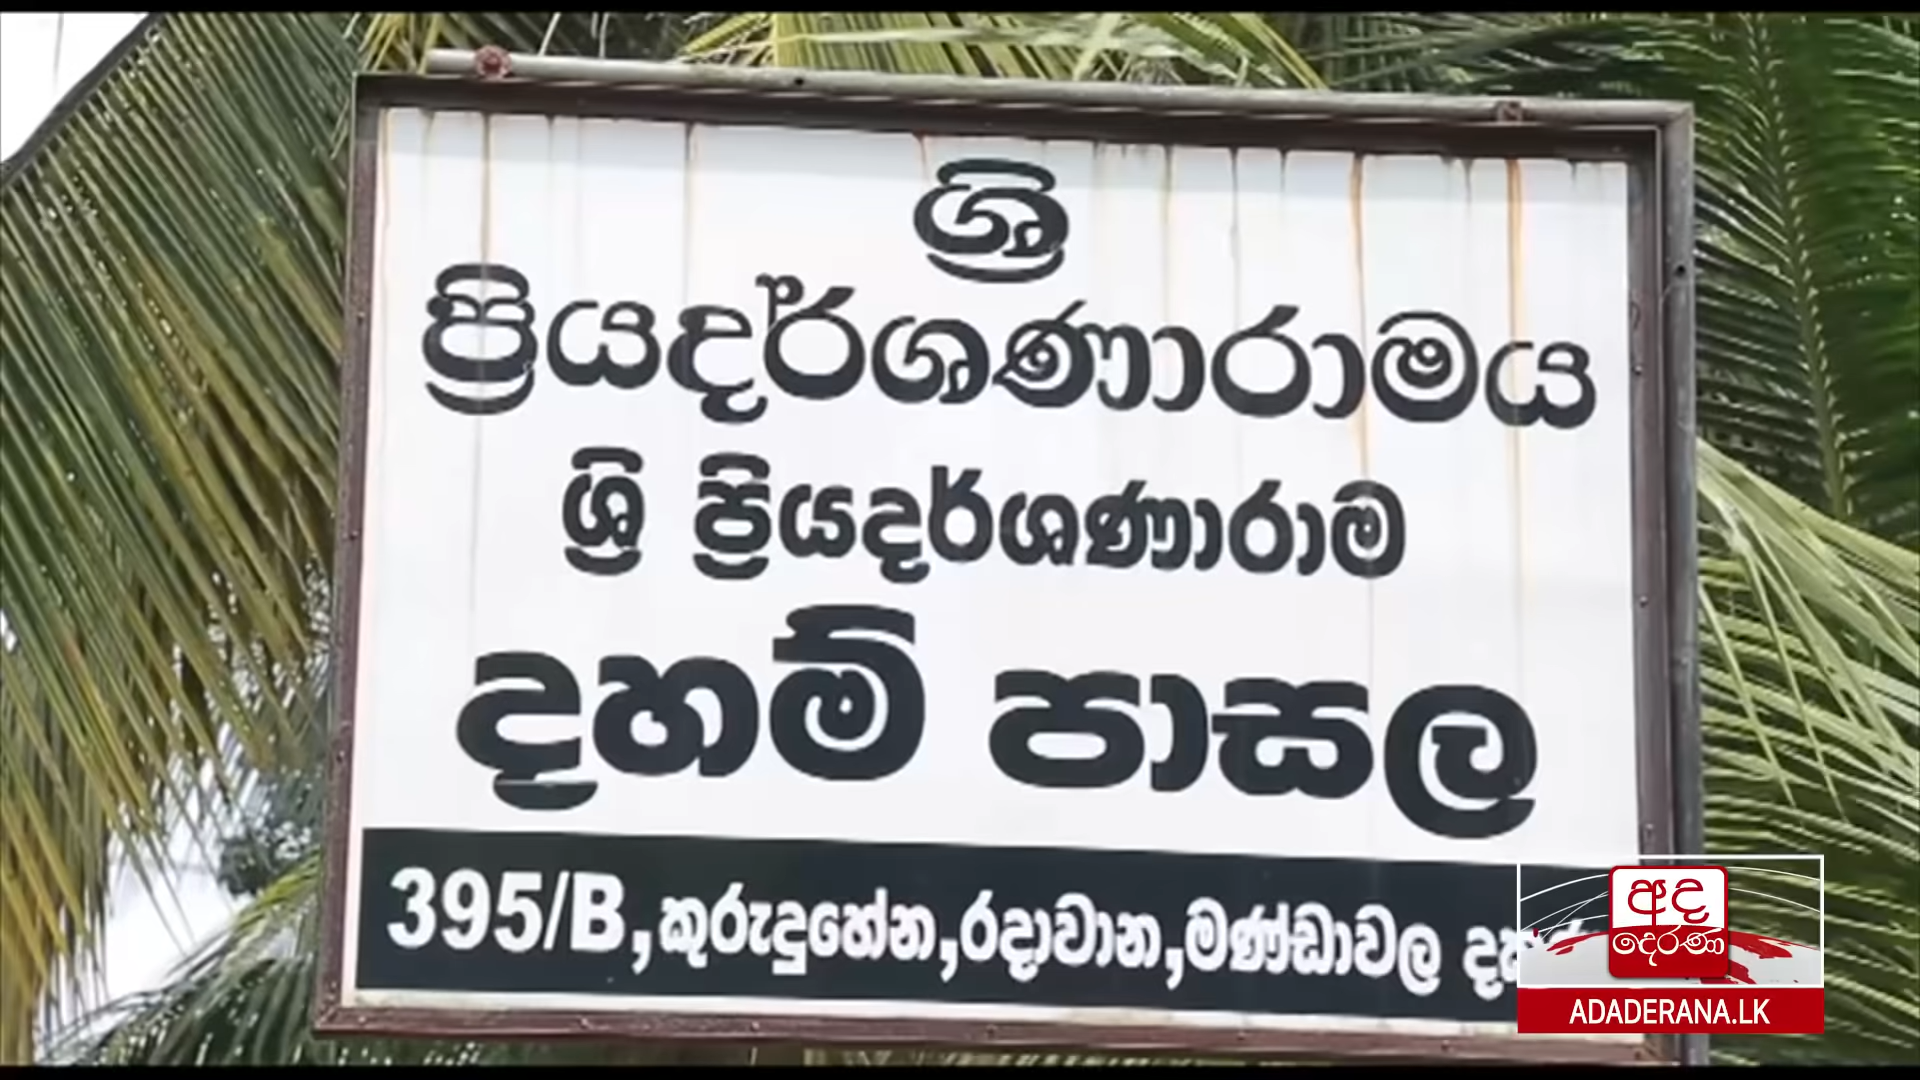 ශ්‍රී
ප්‍රියදර්ශණාරාමය
ශ්‍රී ප්‍රියදර්ශණාරාම
දහම් පාසල
395/B,කුරුදුහේන,රදාවාන,මණ්ඩාවල
අද
දෙරණ
ADADERANA.LK